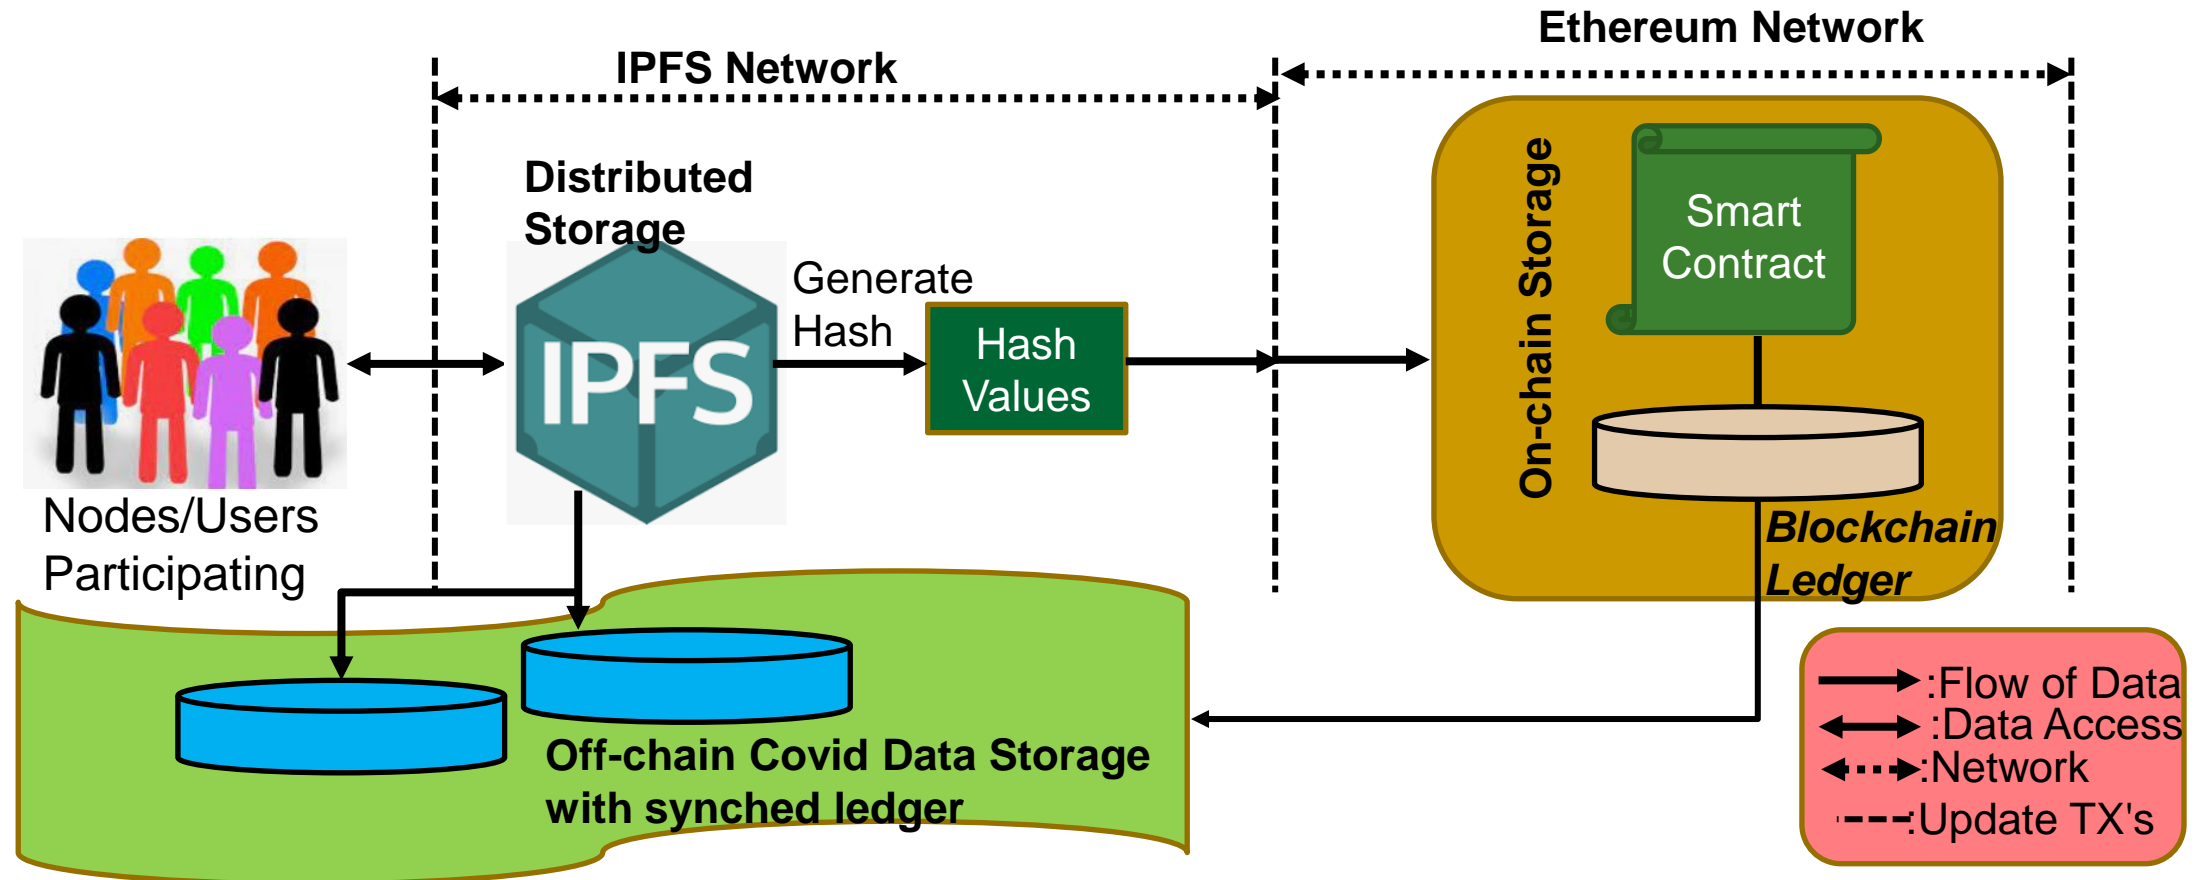 Ethereum Network
IPFS Network
Distributed
Storage
Generate
Hash
IPFS
Hash
Values
On-chain Storage
Smart
Contract
Blockchain
Ledger
Nodes/Users
Participating
Off-chain Covid Data Storage
with synched ledger
:Flow of Data
:Data Access
:Network
:Update TX's